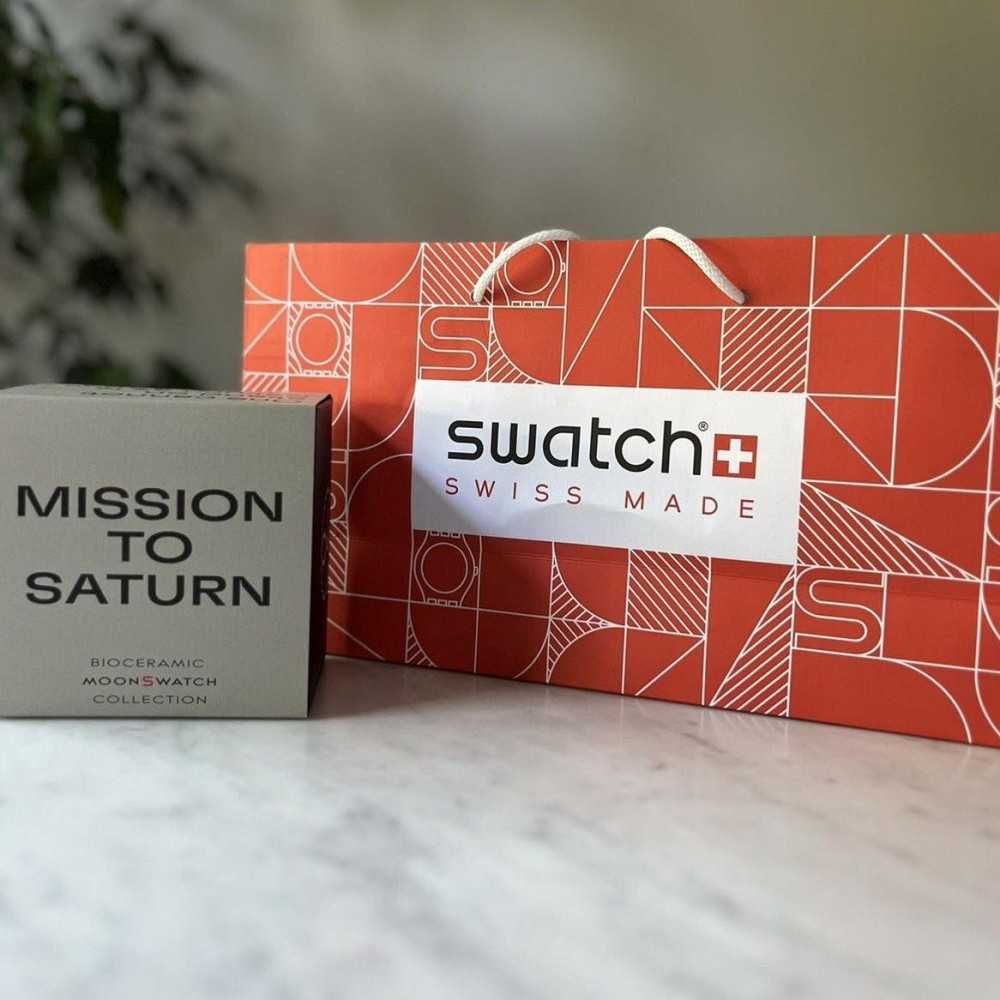 MISSION
TO
SATURN
BIOCERAMIC
MOONSWATCH
COLLECTION
swatch®
SWISS MADE